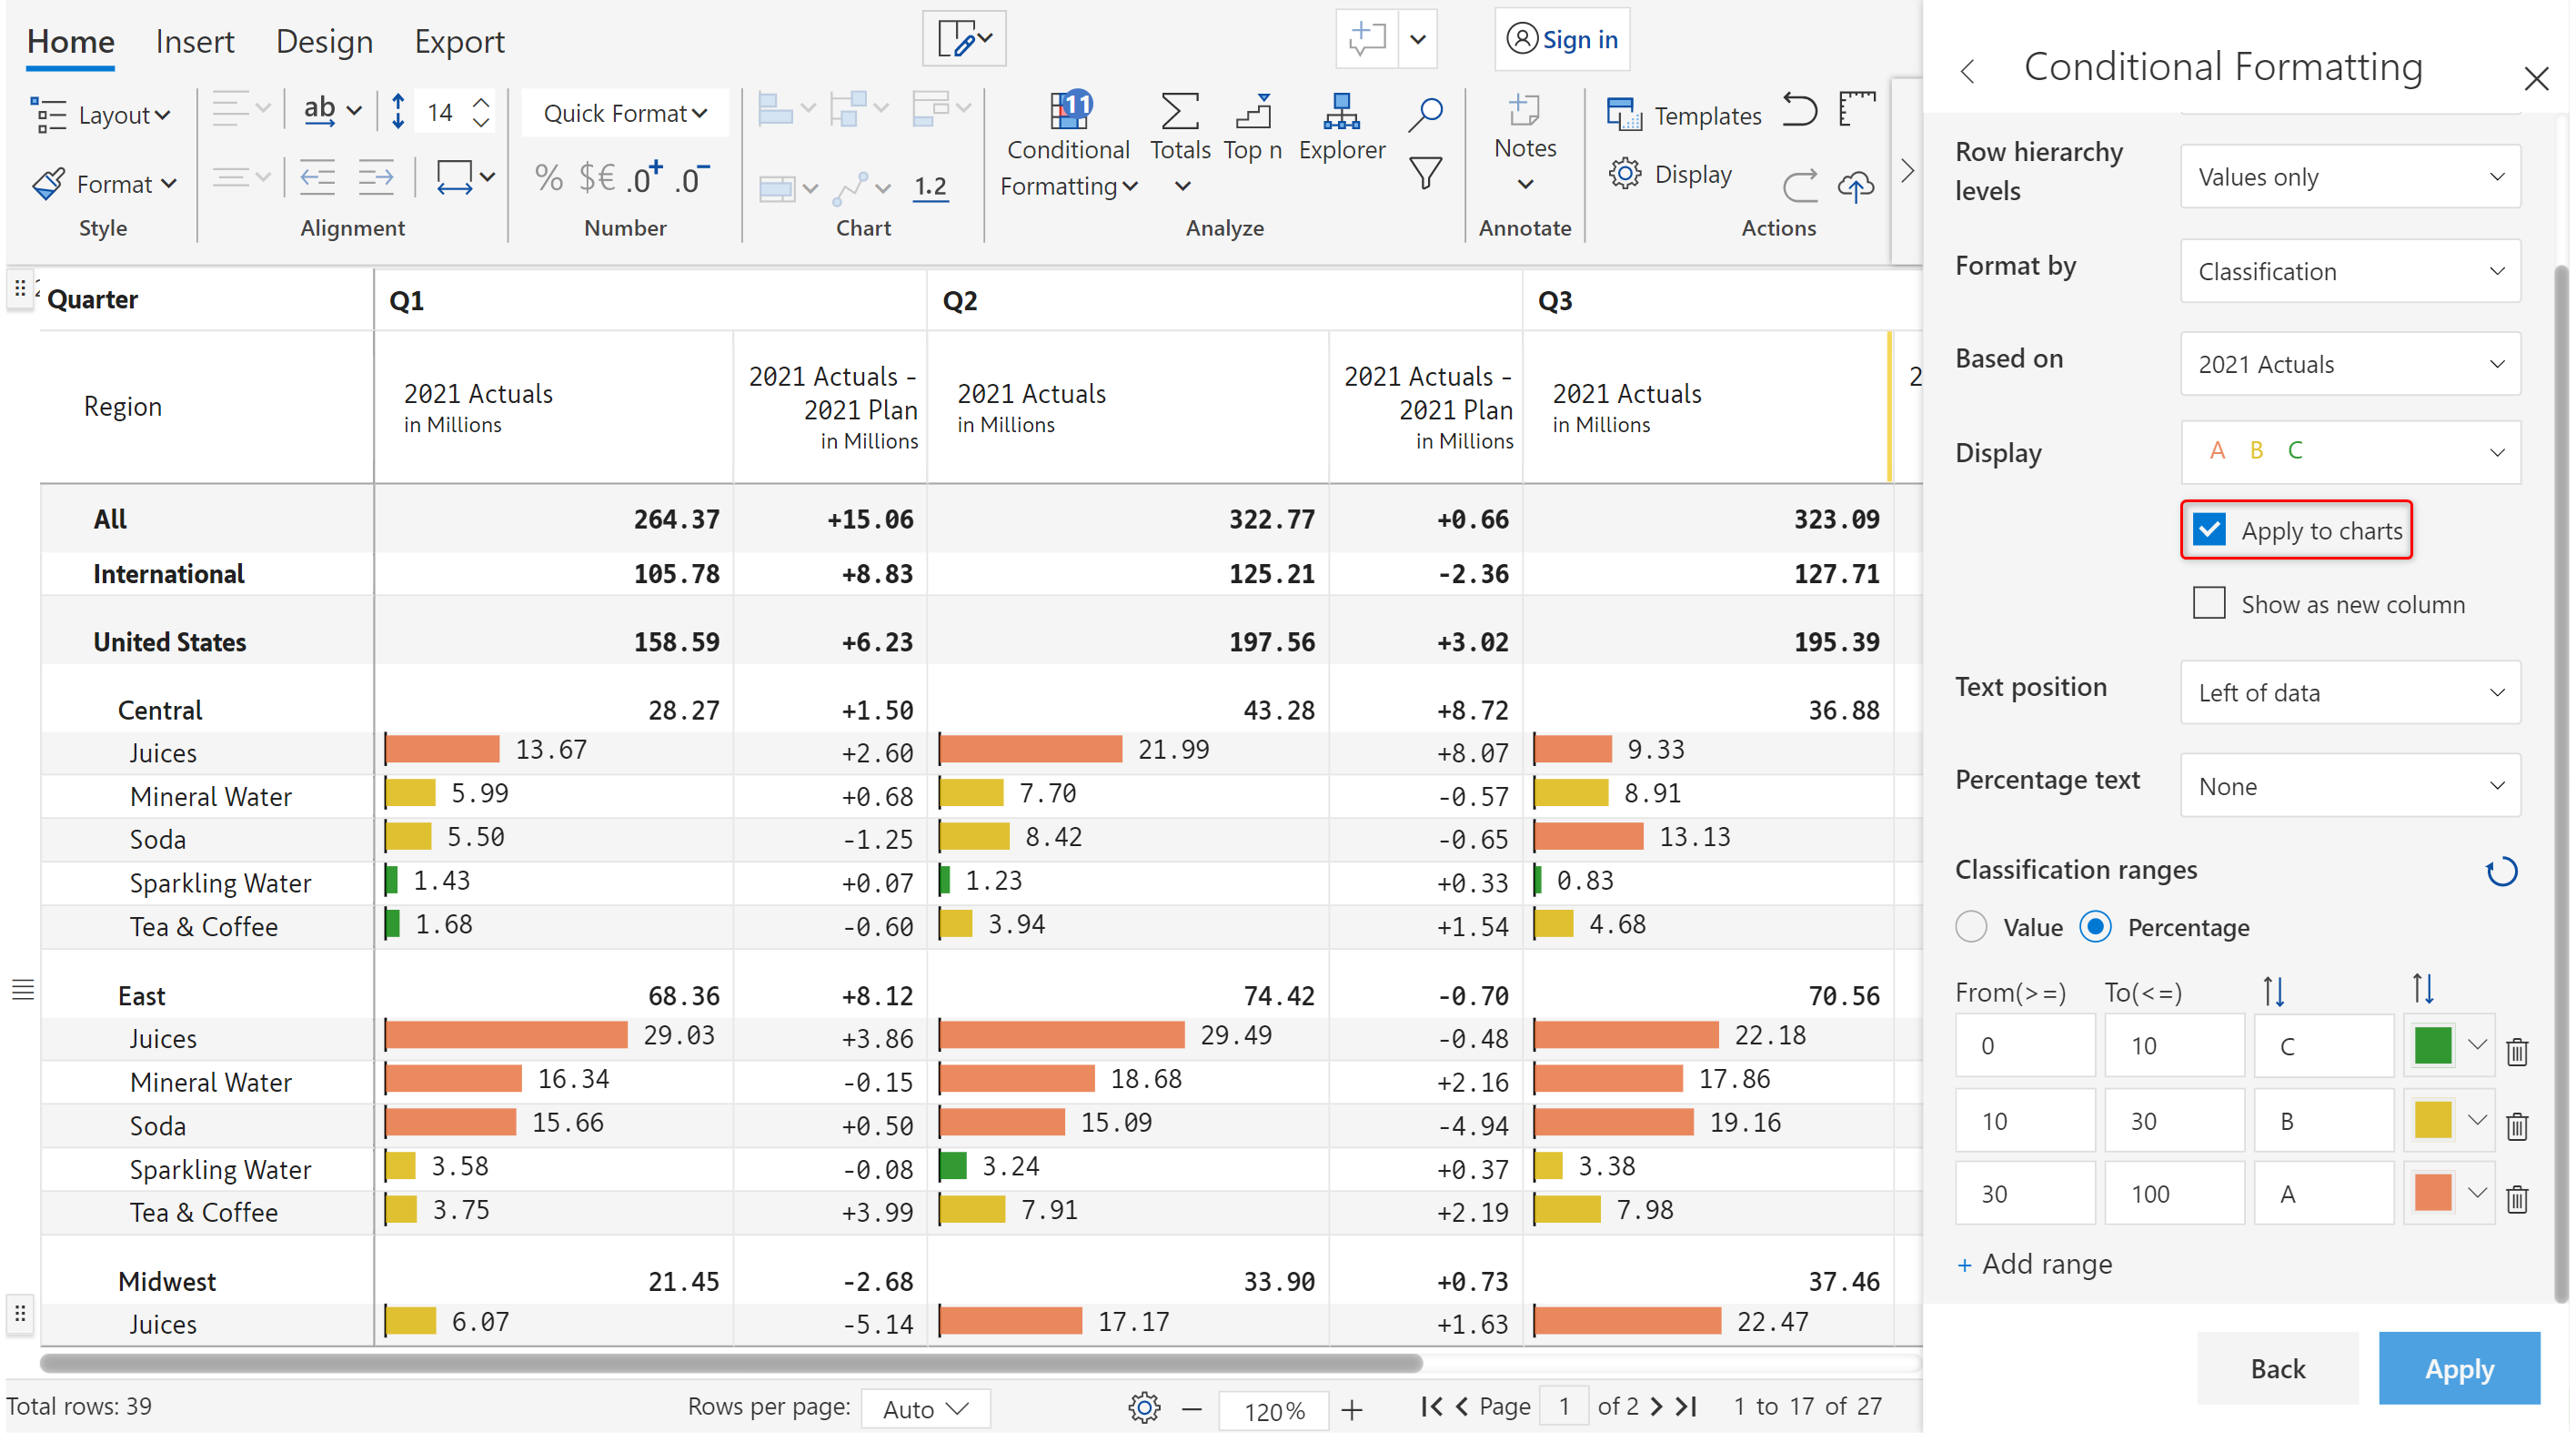 Home Insert Design Export Sign in
Layout ab 14 Quick Format
Format % $€ .0+ .0- 1.2
11
Conditional Formatting Totals Top n Explorer Notes Templates Display
Style Alignment Number Chart Analyze Annotate Actions
Quarter Q1 Q2 Q3
Region
2021 Actuals
in Millions
2021 Actuals -
2021 Plan
in Millions
2021 Actuals
in Millions
2021 Actuals -
2021 Plan
in Millions
2021 Actuals
in Millions
2
All 264.37 +15.06 322.77 +0.66 323.09
International 105.78 +8.83 125.21 -2.36 127.71
United States 158.59 +6.23 197.56 +3.02 195.39
Central 28.27 +1.50 43.28 +8.72 36.88
Juices 13.67 +2.60 21.99 +8.07 9.33
Mineral Water 5.99 +0.68 7.70 -0.57 8.91
Soda 5.50 -1.25 8.42 -0.65 13.13
Sparkling Water 1.43 +0.07 1.23 +0.33 0.83
Tea & Coffee 1.68 -0.60 3.94 +1.54 4.68
East 68.36 +8.12 74.42 -0.70 70.56
Juices 29.03 +3.86 29.49 -0.48 22.18
Mineral Water 16.34 -0.15 18.68 +2.16 17.86
Soda 15.66 +0.50 15.09 -4.94 19.16
Sparkling Water 3.58 -0.08 3.24 +0.37 3.38
Tea & Coffee 3.75 +3.99 7.91 +2.19 7.98
Midwest 21.45 -2.68 33.90 +0.73 37.46
Juices 6.07 -5.14 17.17 +1.63 22.47
Total rows: 39 Rows per page: Auto 120% Page 1 of 2 1 to 17 of 27
Conditional Formatting
Row hierarchy
levels
Values only
Format by Classification
Based on 2021 Actuals
Display A B C
Apply to charts
Show as new column
Text position Left of data
Percentage text None
Classification ranges
Value Percentage
From(>=) To(<=)
0 10 C
10 30 B
30 100 A
+ Add range
Back Apply